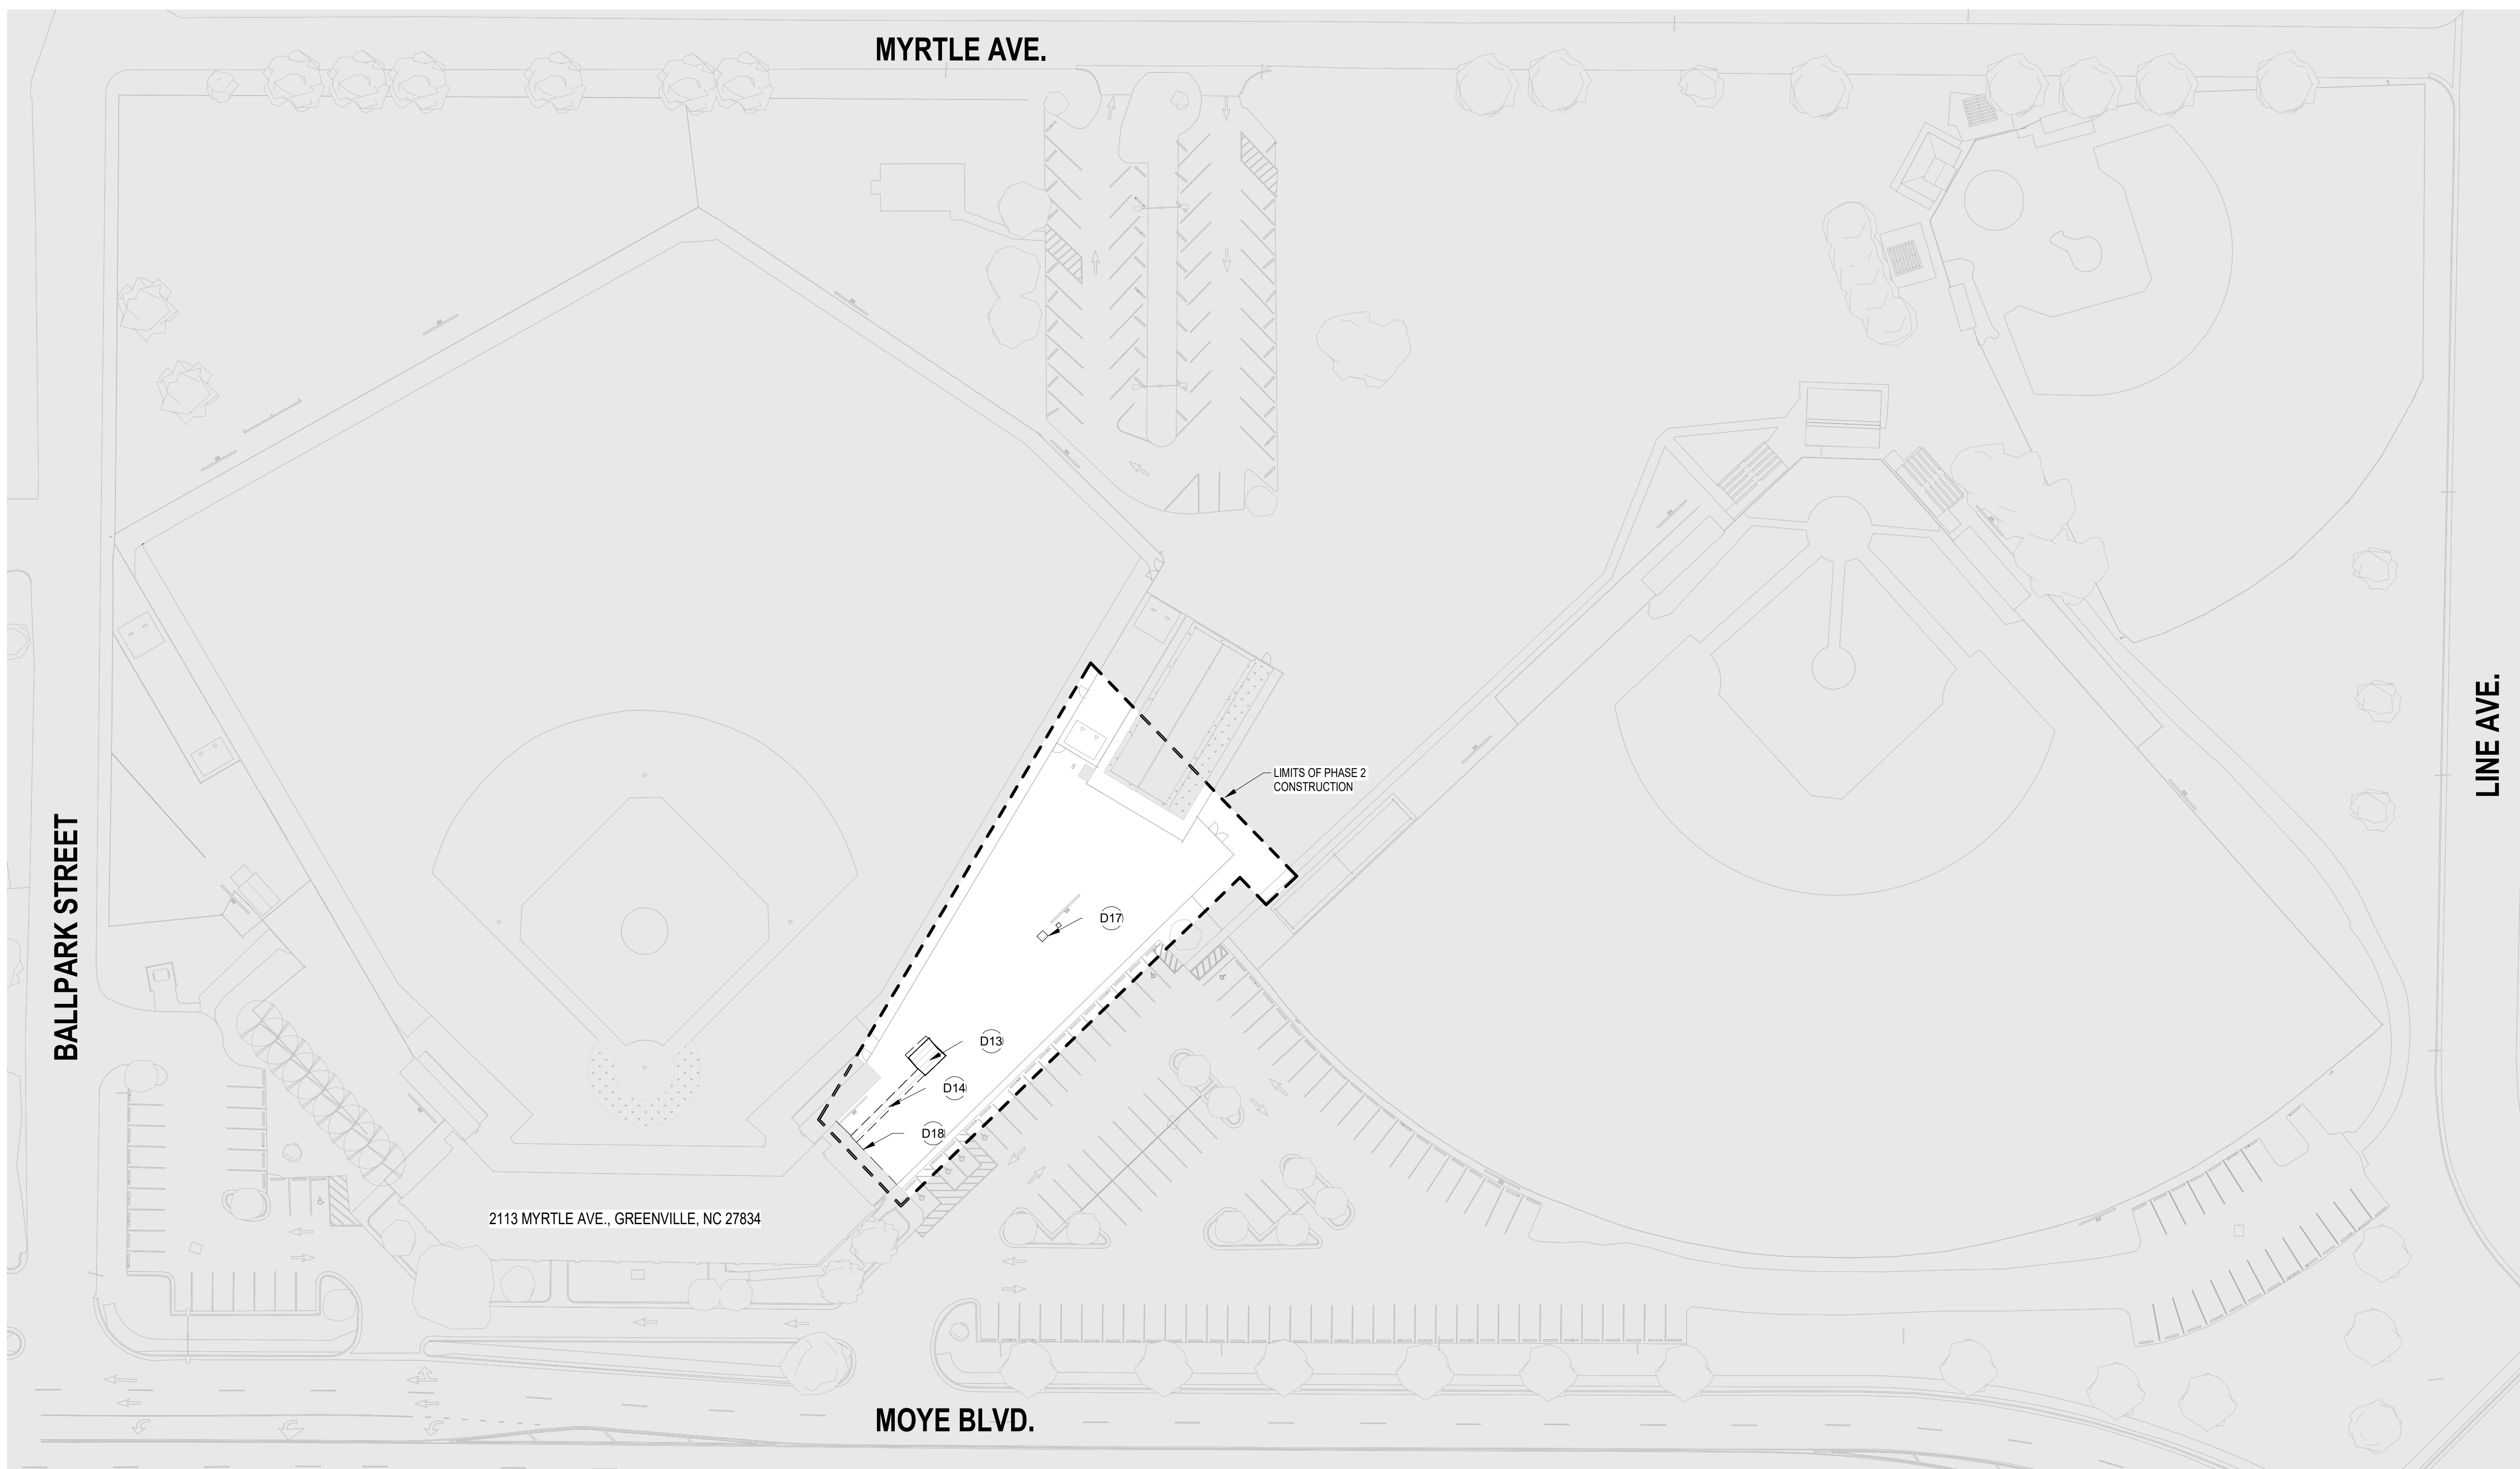 MYRTLE AVE.
LIMITS OF PHASE 2
CONSTRUCTION
LINE AVE.
BALLPARK STREET
D17
D13
D14
D18
2113 MYRTLE AVE., GREENVILLE, NC 27834
MOYE BLVD.